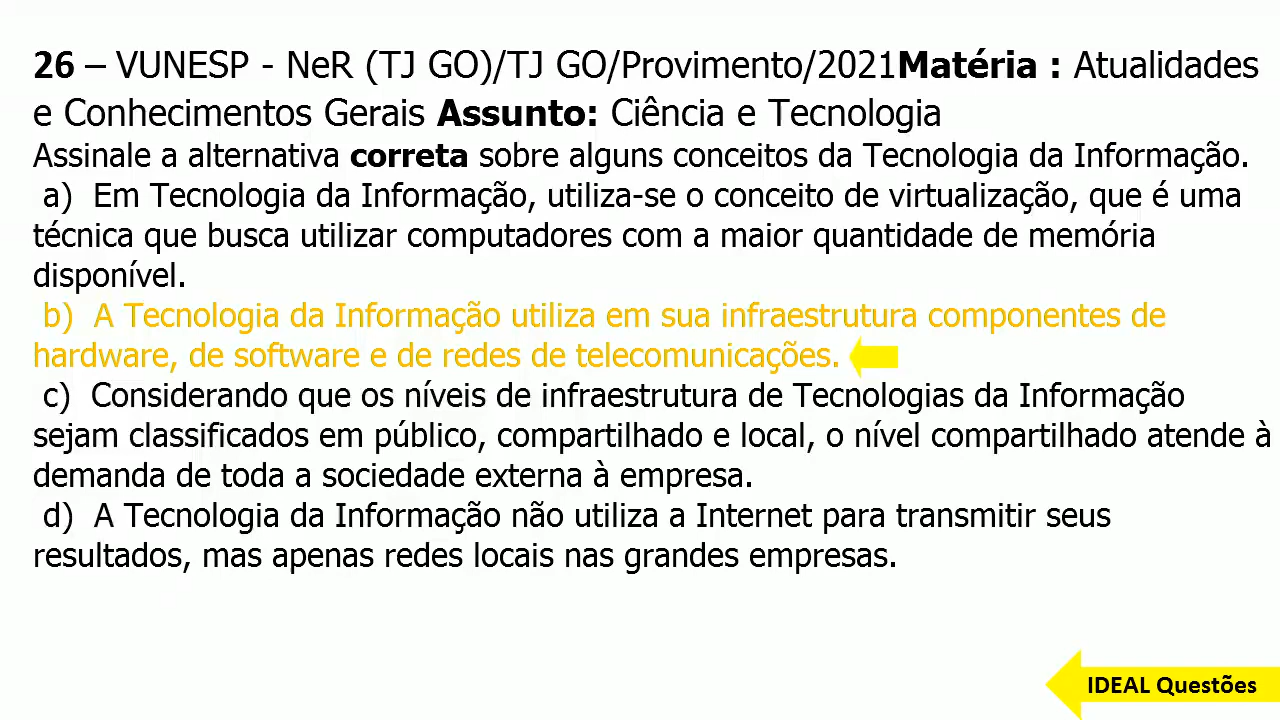 26 – VUNESP - NeR (TJ GO)/TJ GO/Provimento/2021Matéria : Atualidades
e Conhecimentos Gerais Assunto: Ciência e Tecnologia
Assinale a alternativa correta sobre alguns conceitos da Tecnologia da Informação.
a) Em Tecnologia da Informação, utiliza-se o conceito de virtualização, que é uma
técnica que busca utilizar computadores com a maior quantidade de memória
disponível.
b) A Tecnologia da Informação utiliza em sua infraestrutura componentes de
hardware, de software e de redes de telecomunicações.
c) Considerando que os níveis de infraestrutura de Tecnologias da Informação
sejam classificados em público, compartilhado e local, o nível compartilhado atende à
demanda de toda a sociedade externa à empresa.
d) A Tecnologia da Informação não utiliza a Internet para transmitir seus
resultados, mas apenas redes locais nas grandes empresas.
IDEAL Questões